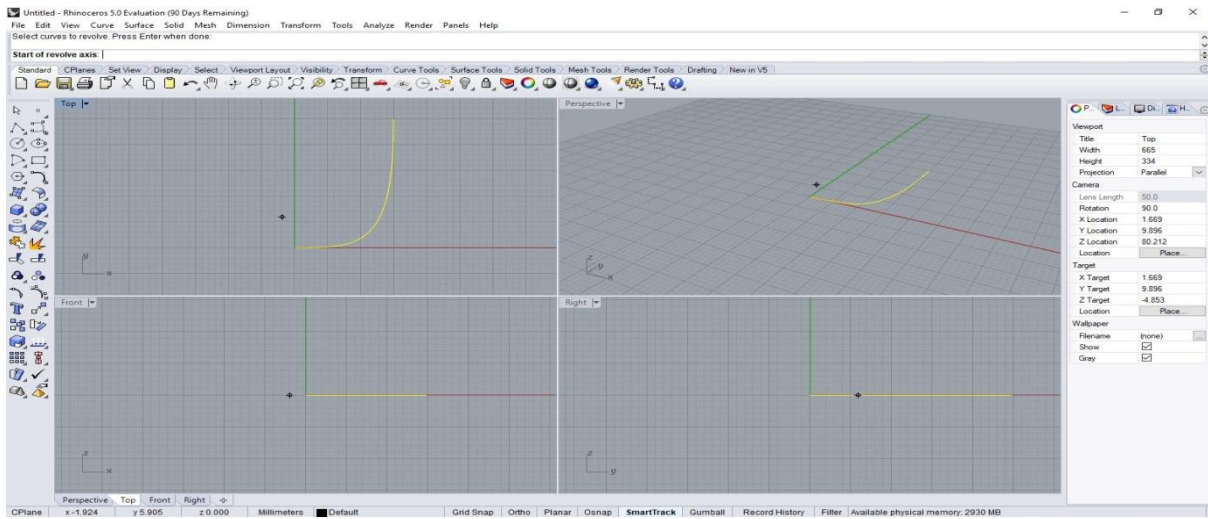 Untitled - Rhinoceros 5.0 Evaluation (90 Days Remaining)
File Edit View Curve Surface Solid Mesh Dimension Transform Tools Analyze Render Panels Help
Select curves to revolve. Press Enter when done:
Start of revolve axis:
Standard CPlanes Set View Display Select Viewport Layout Visibility Transform Curve Tools Surface Tools Solid Tools Mesh Tools Render Tools Drafting New in V5
Top
Perspective
P.. L.. Di.. H..
Viewport
Title Top
Width 665
Height 334
Projection Parallel
Camera
Lens Length 50.0
Rotation 90.0
X Location 1.669
Y Location 9.896
Z Location 80.212
Location Place...
Target
X Target 1.669
Y Target 9.896
Z Target -4.853
Location Place...
Wallpaper
Filename (none) ...
Show
Gray
y
x
z
y
x
Front
Right
z
x
z
y
Perspective Top Front Right
CPlane x -1.924 y 5.905 z 0.000 Millimeters Default Grid Snap Ortho Planar Osnap SmartTrack Gumball Record History Filter Available physical memory: 2930 MB